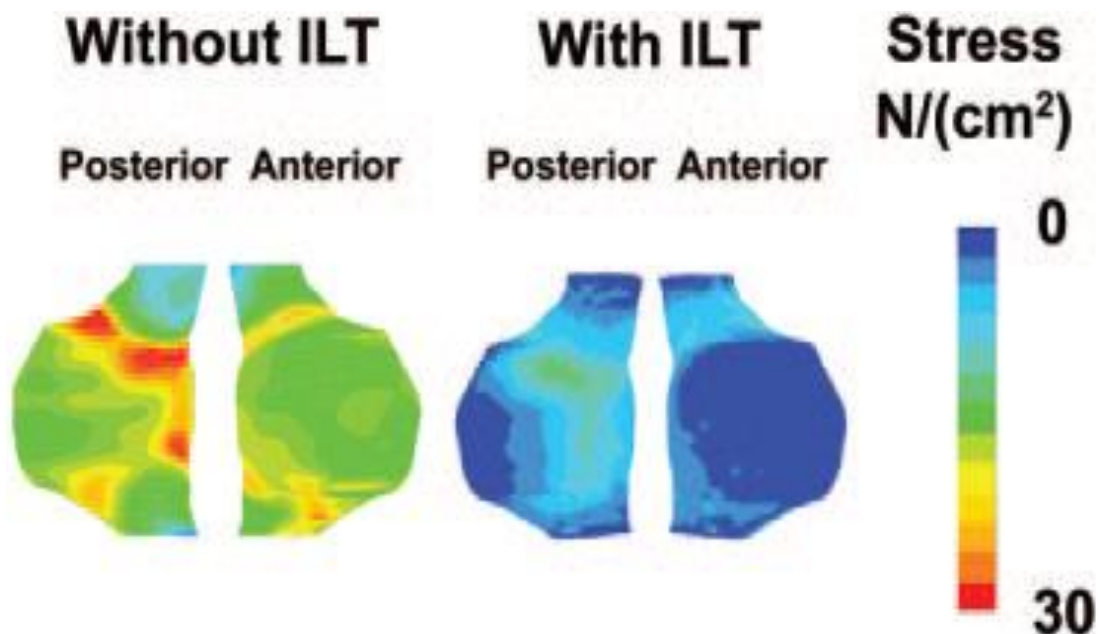 Without ILT
With ILT
Stress
N/(cm²)
Posterior Anterior
Posterior Anterior
0
30